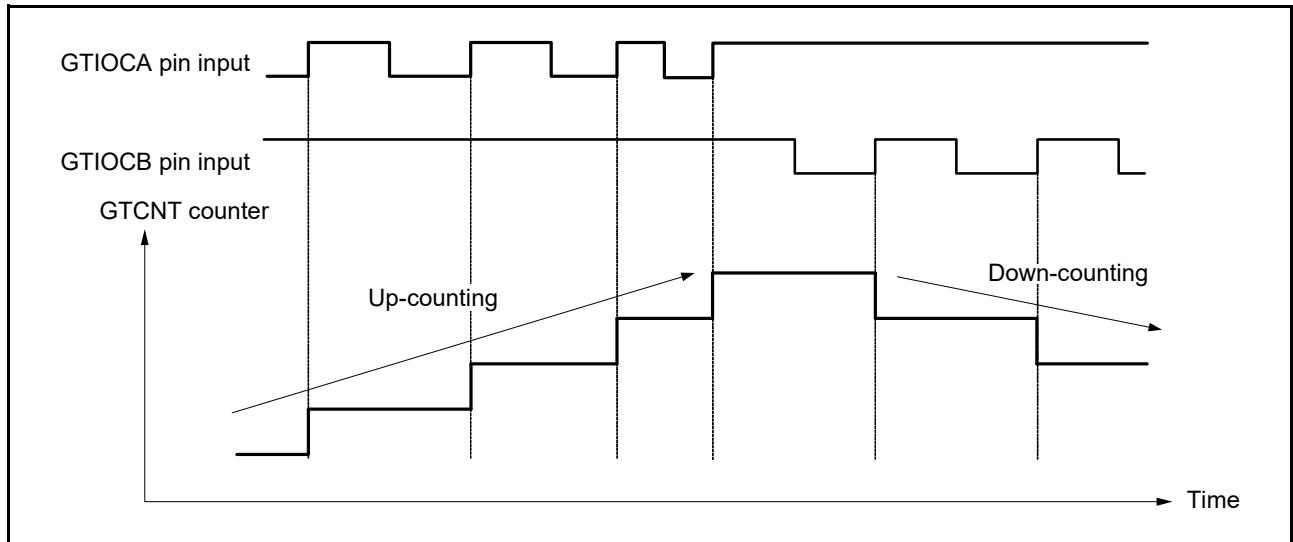 GTIOCA pin input
GTIOCB pin input
GTCNT counter
Up-counting
Down-counting
Time